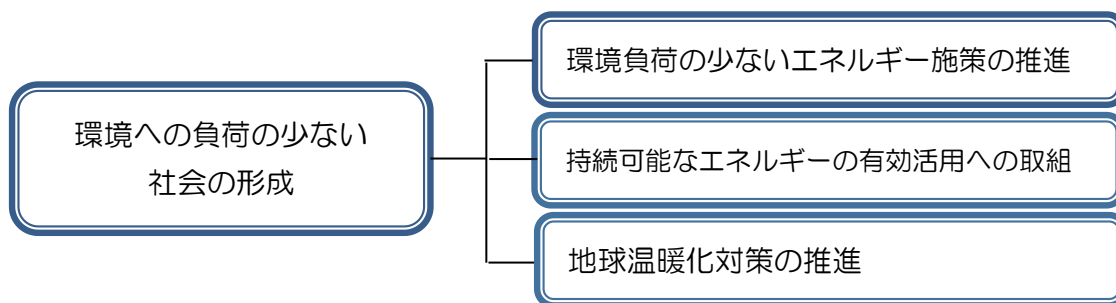 環境への負荷の少ない
社会の形成
環境負荷の少ないエネルギー施策の推進
持続可能なエネルギーの有効活用への取組
地球温暖化対策の推進